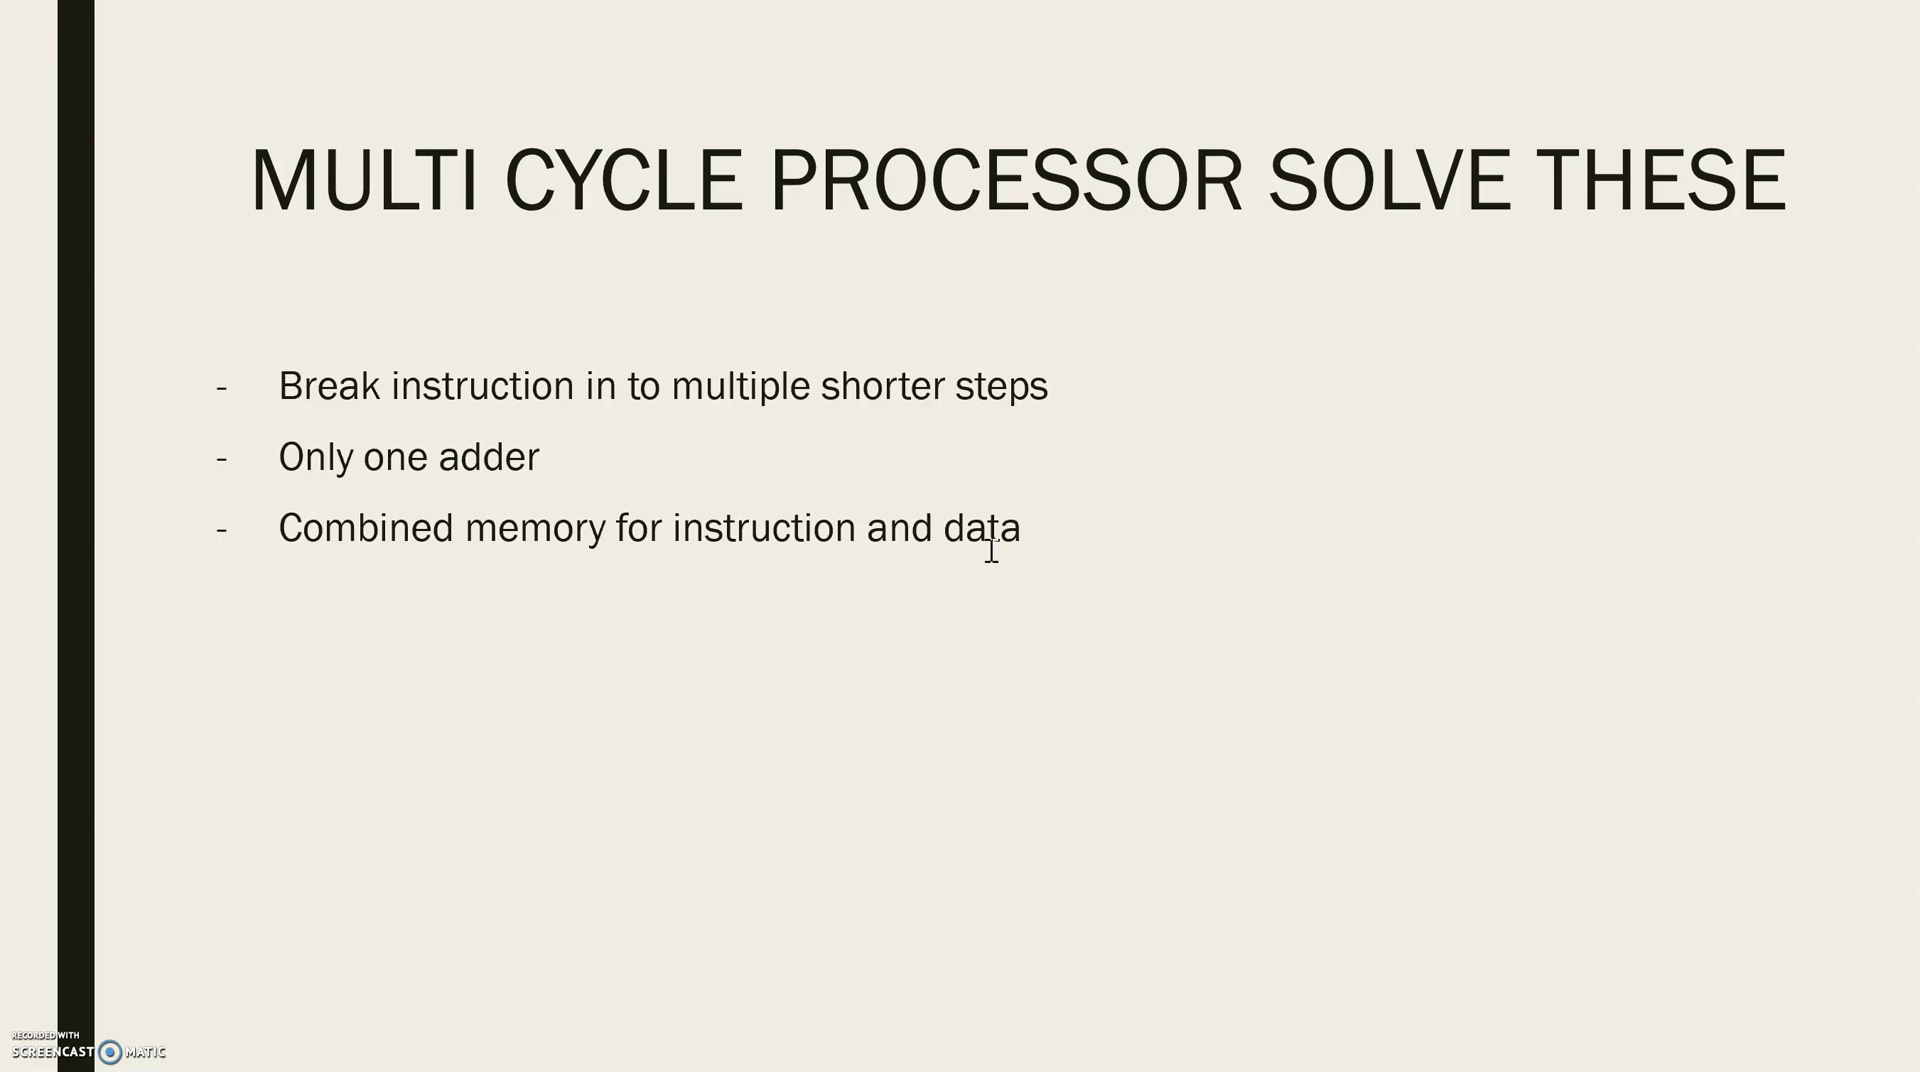 MULTI CYCLE PROCESSOR SOLVE THESE
- Break instruction in to multiple shorter steps
- Only one adder
- Combined memory for instruction and data
RECORDED WITH
SCREENCAST MATIC